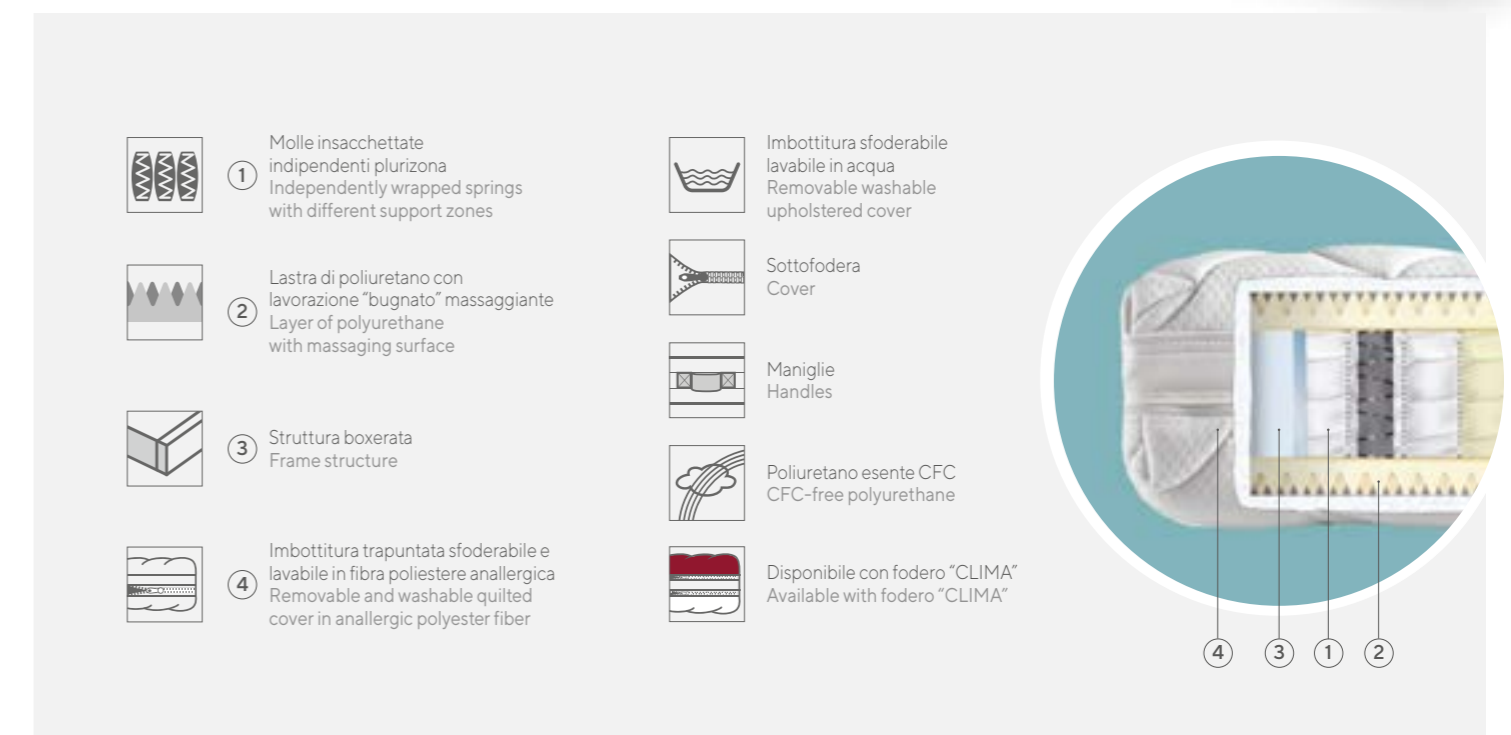 1
Molle insacchettate
indipendenti plurizona
Independently wrapped springs
with different support zones
2
Lastra di poliuretano con
lavorazione “bugnato” massaggiante
Layer of polyurethane
with massaging surface
3
Struttura boxerata
Frame structure
4
Imbottitura trapuntata sfoderabile e
lavabile in fibra poliestere anallergica
Removable and washable quilted
cover in anallergic polyester fiber
Imbottitura sfoderabile
lavabile in acqua
Removable washable
upholstered cover
Sottofodera
Cover
Maniglie
Handles
Poliuretano esente CFC
CFC-free polyurethane
Disponibile con fodero “CLIMA”
Available with fodero “CLIMA”
4 3 1 2